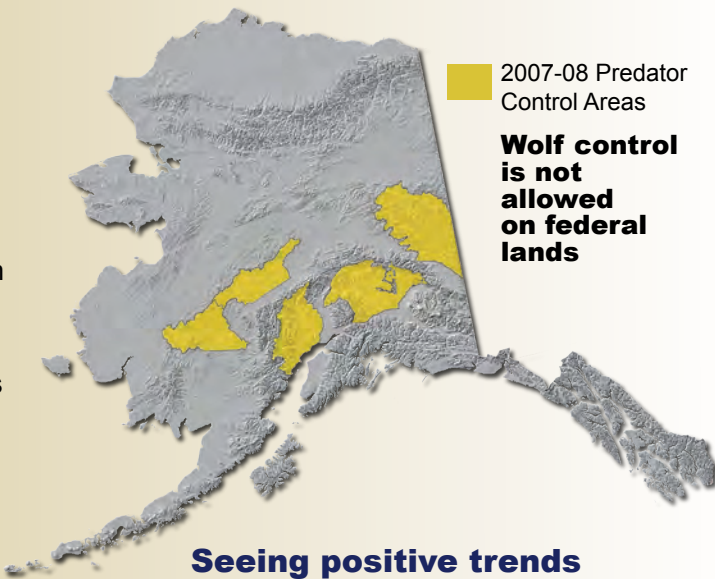 2007-08 Predator
Control Areas
Wolf control
is not
allowed
on federal
lands
Seeing positive trends